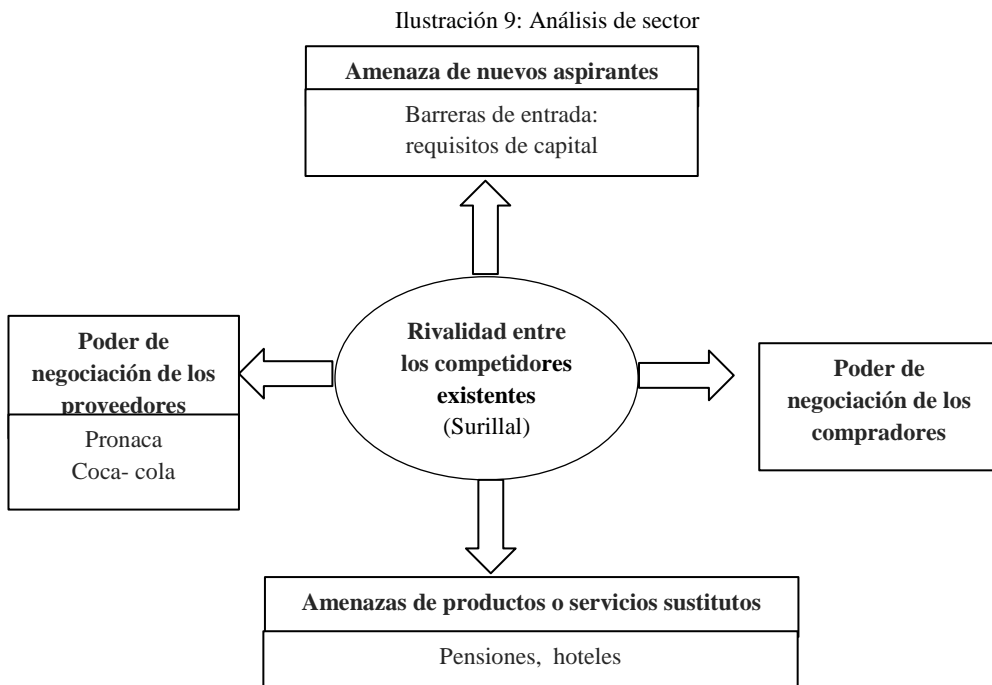 Ilustración 9: Análisis de sector
Amenaza de nuevos aspirantes
Barreras de entrada:
requisitos de capital
Poder de
negociación de los
proveedores
Pronaca
Coca- cola
Rivalidad entre
los competidores
existentes
(Surillal)
Poder de
negociación de los
compradores
Amenazas de productos o servicios sustitutos
Pensiones, hoteles